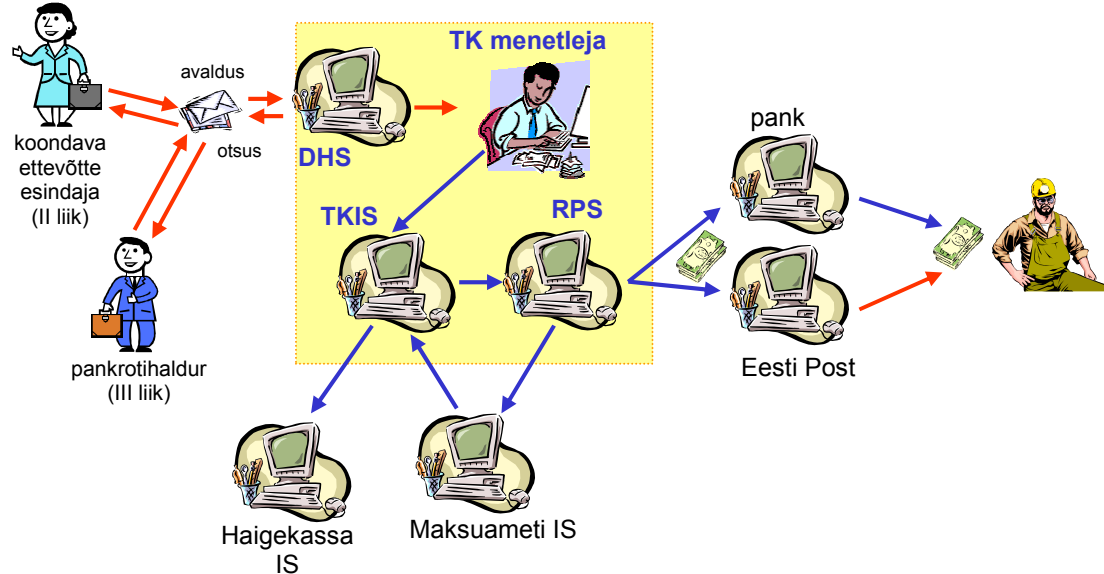 TK menetleja
avaldus
otsus
koondava
ettevõtte
esindaja
(II liik)
DHS
pank
TKIS
RPS
pankrotihaldur
(III liik)
Eesti Post
Haigekassa
IS
Maksuameti IS